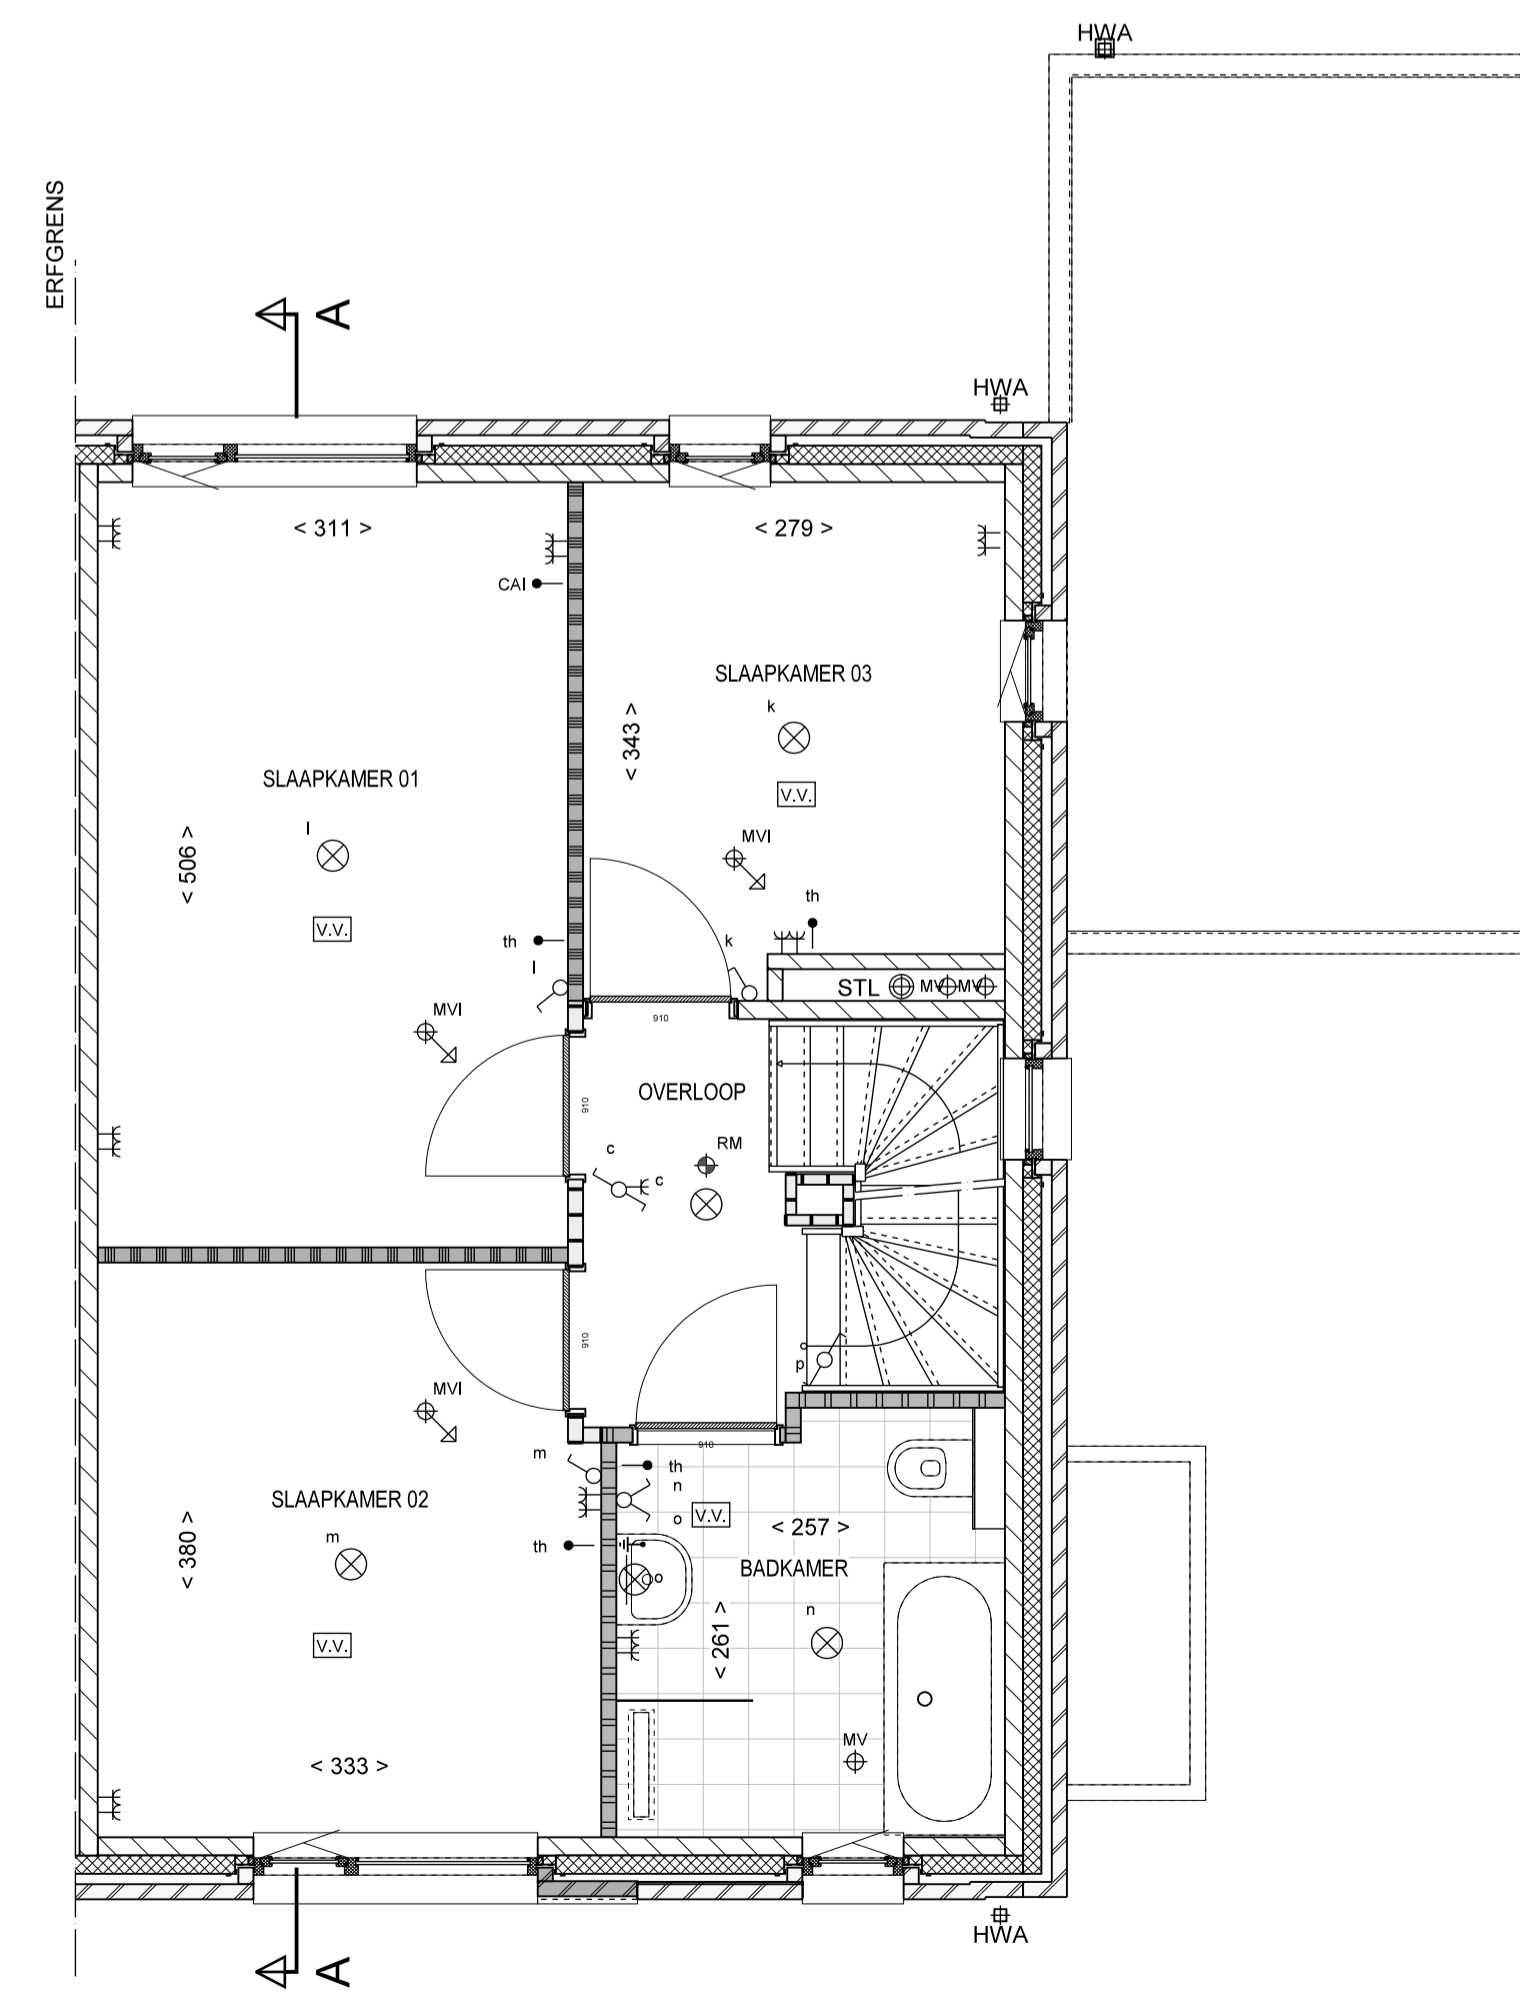 HWA
ERFGRENS
A
HWA
< 311 >
< 279 >
CAI
SLAAPKAMER 03
k
< 343 >
SLAAPKAMER 01
V.V.
l
MVI
< 506 >
th
V.V.
th
k
l
STL
MV
MV
MVI
910
OVERLOOP
910
RM
c
c
910
o
p
MVI
910
m
th
n
SLAAPKAMER 02
V.V.
o
< 257 >
m
th
< 380 >
BADKAMER
o
n
< 261 >
V.V.
MV
< 333 >
HWA
A